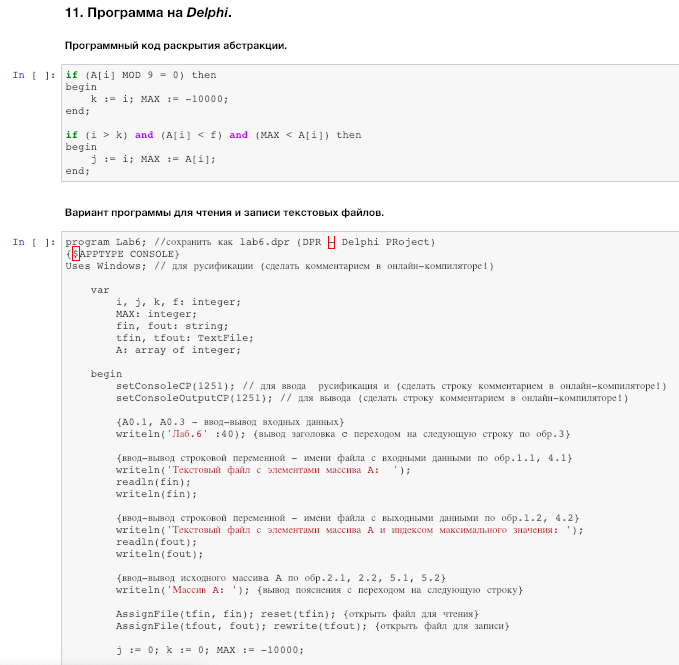 11. Программа на Delphi.
Программный код раскрытия абстракции.
In [ ]: if (A[i] MOD 9 = 0) then
begin
k := i; MAX := -10000;
end;
if (i > k) and (A[i] < f) and (MAX < A[i]) then
begin
j := i; MAX := A[i];
end;
Вариант программы для чтения и записи текстовых файлов.
In [ ]: program Lab6; //сохранить как lab6.dpr (DPR – Delphi PRoject)
{$APPTYPE CONSOLE}
Uses Windows; // для русификации (сделать комментарием в онлайн-компиляторе!)
var
i, j, k, f: integer;
MAX: integer;
fin, fout: string;
tfin, tfout: TextFile;
A: array of integer;
begin
setConsoleCP(1251); // для ввода русификация и (сделать строку комментарием в онлайн-компиляторе!)
setConsoleOutputCP(1251); // для вывода (сделать строку комментарием в онлайн-компиляторе!)
{A0.1, A0.3 - ввод-вывод входных данных}
writeln('Лаб.6' :40); {вывод заголовка с переходом на следующую строку по обр.3}
{ввод-вывод строковой переменной - имени файла с входными данными по обр.1.1, 4.1}
writeln('Текстовый файл с элементами массива A: ');
readln(fin);
writeln(fin);
{ввод-вывод строковой переменной - имени файла с выходными данными по обр.1.2, 4.2}
writeln('Текстовый файл с элементами массива A и индексом максимального значения: ');
readln(fout);
writeln(fout);
{ввод-вывод исходного массива A по обр.2.1, 2.2, 5.1, 5.2}
writeln('Массив A: '); {вывод пояснения с переходом на следующую строку}
AssignFile(tfin, fin); reset(tfin); {открыть файл для чтения}
AssignFile(tfout, fout); rewrite(tfout); {открыть файл для записи}
j := 0; k := 0; MAX := -10000;